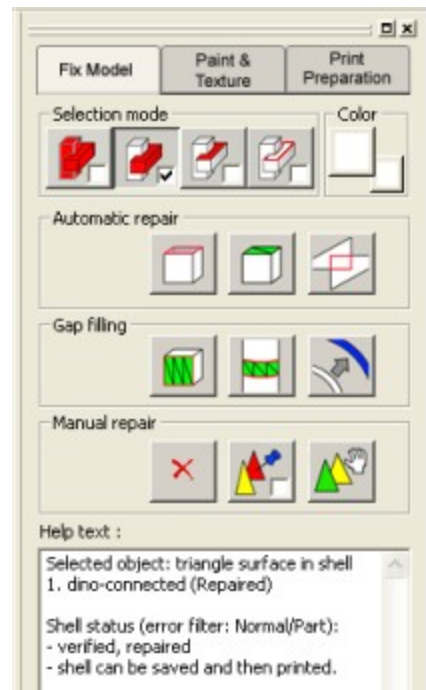 Fix Model
Paint &
Texture
Print
Preparation
Selection mode
Color
Automatic repair
Gap filling
Manual repair
Help text :
Selected object: triangle surface in shell
1. dino-connected (Repaired)
Shell status (error filter: Normal/Part):
- verified, repaired
- shell can be saved and then printed.